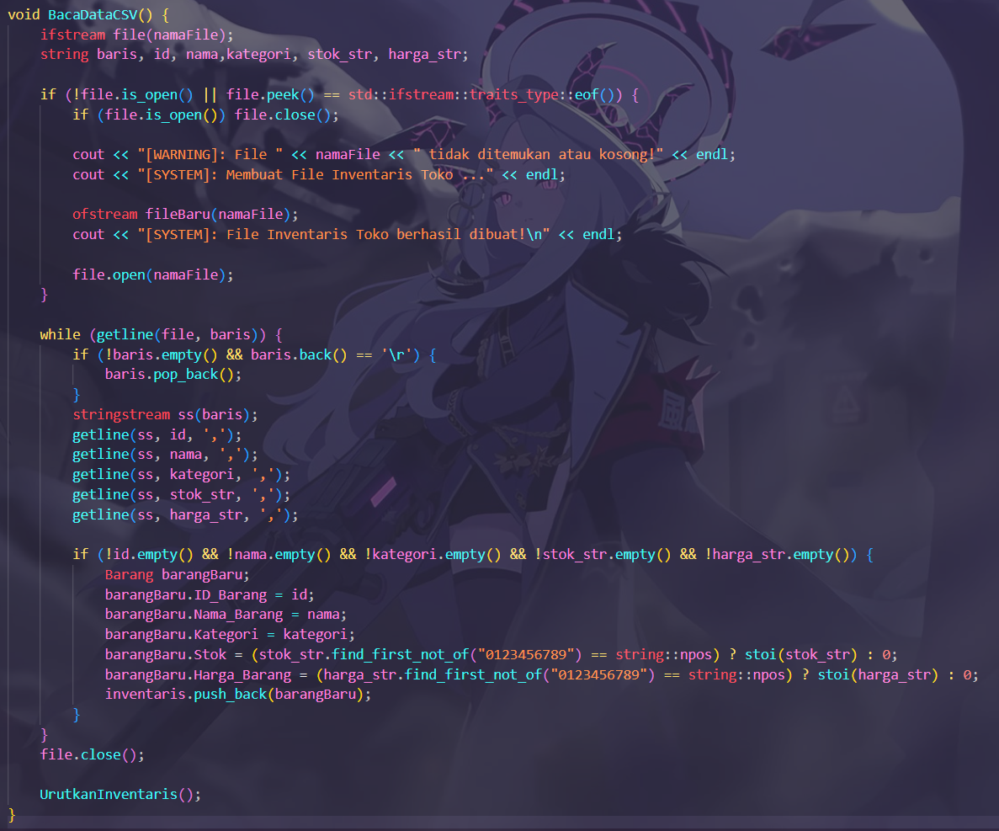 void BacaDataCSV() {
    ifstream file(namaFile);
    string baris, id, nama,kategori, stok_str, harga_str;

    if (!file.is_open() || file.peek() == std::ifstream::traits_type::eof()) {
        if (file.is_open()) file.close();

        cout << "[WARNING]: File " << namaFile << " tidak ditemukan atau kosong!" << endl;
        cout << "[SYSTEM]: Membuat File Inventaris Toko ..." << endl;

        ofstream fileBaru(namaFile);
        cout << "[SYSTEM]: File Inventaris Toko berhasil dibuat!\n" << endl;

        file.open(namaFile);
    }

    while (getline(file, baris)) {
        if (!baris.empty() && baris.back() == '\r') {
            baris.pop_back();
        }
        stringstream ss(baris);
        getline(ss, id, ',');
        getline(ss, nama, ',');
        getline(ss, kategori, ',');
        getline(ss, stok_str, ',');
        getline(ss, harga_str, ',');

        if (!id.empty() && !nama.empty() && !kategori.empty() && !stok_str.empty() && !harga_str.empty()) {
            Barang barangBaru;
            barangBaru.ID_Barang = id;
            barangBaru.Nama_Barang = nama;
            barangBaru.Kategori = kategori;
            barangBaru.Stok = (stok_str.find_first_not_of("0123456789") == string::npos) ? stoi(stok_str) : 0;
            barangBaru.Harga_Barang = (harga_str.find_first_not_of("0123456789") == string::npos) ? stoi(harga_str) : 0;
            inventaris.push_back(barangBaru);
        }
    }
    file.close();

    UrutkanInventaris();
}